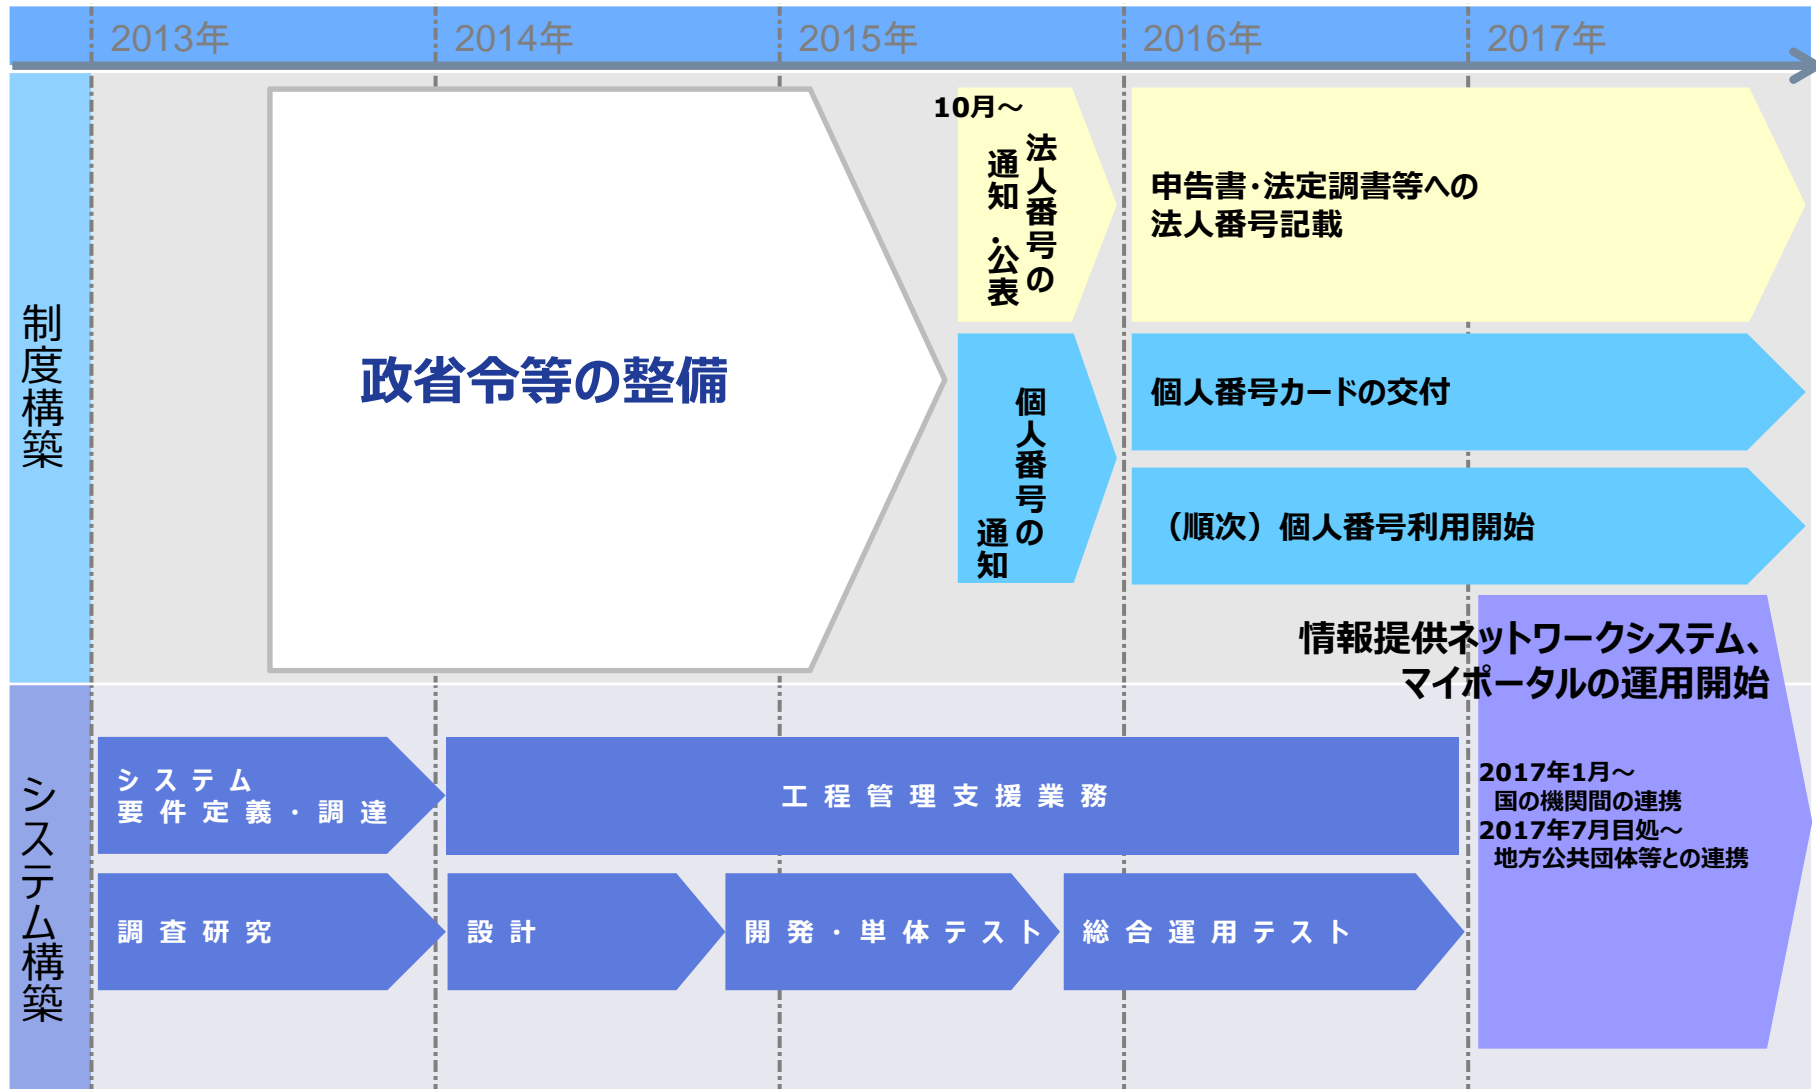 2013年
2014年
2015年
2016年
2017年
制度構築
政省令等の整備
10月～
法人番号の
通知・公表
申告書・法定調書等への
法人番号記載
個人番号の
通知
個人番号カードの交付
（順次）個人番号利用開始
情報提供ネットワークシステム、
マイポータルの運用開始
2017年1月～
国の機関間の連携
2017年7月目処～
地方公共団体等との連携
システム構築
システム
要件定義・調達
工程管理支援業務
調査研究
設計
開発・単体テスト
総合運用テスト